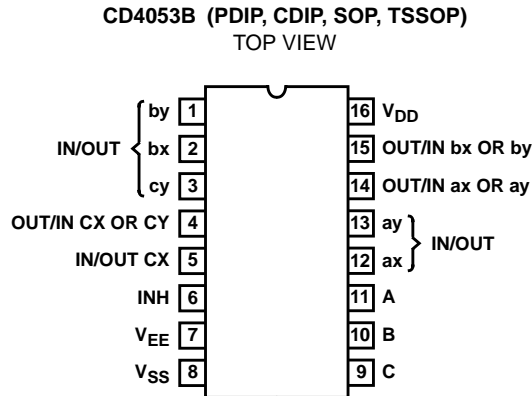 CD4053B (PDIP, CDIP, SOP, TSSOP)
TOP VIEW
by 1
bx 2
cy 3
IN/OUT
OUT/IN CX OR CY 4
IN/OUT CX 5
INH 6
VEE 7
VSS 8
16 VDD
15 OUT/IN bx OR by
14 OUT/IN ax OR ay
13 ay
12 ax
IN/OUT
11 A
10 B
9 C